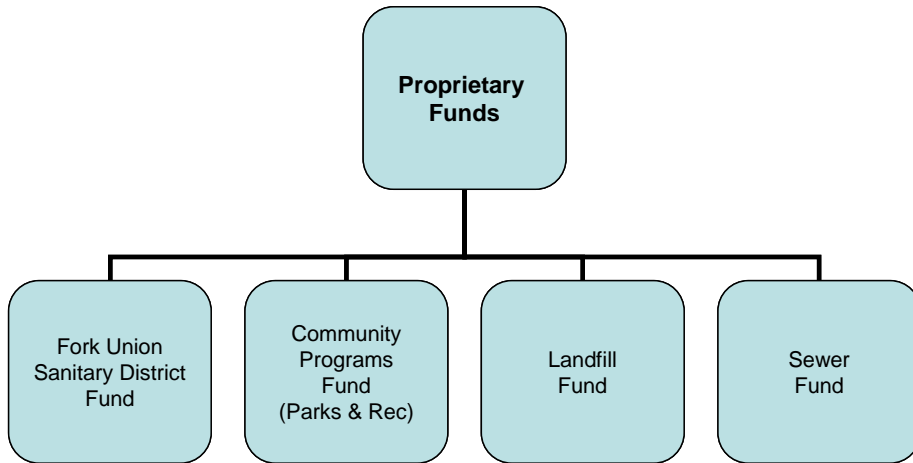 Proprietary
Funds
Fork Union
Sanitary District
Fund
Community
Programs
Fund
(Parks & Rec)
Landfill
Fund
Sewer
Fund